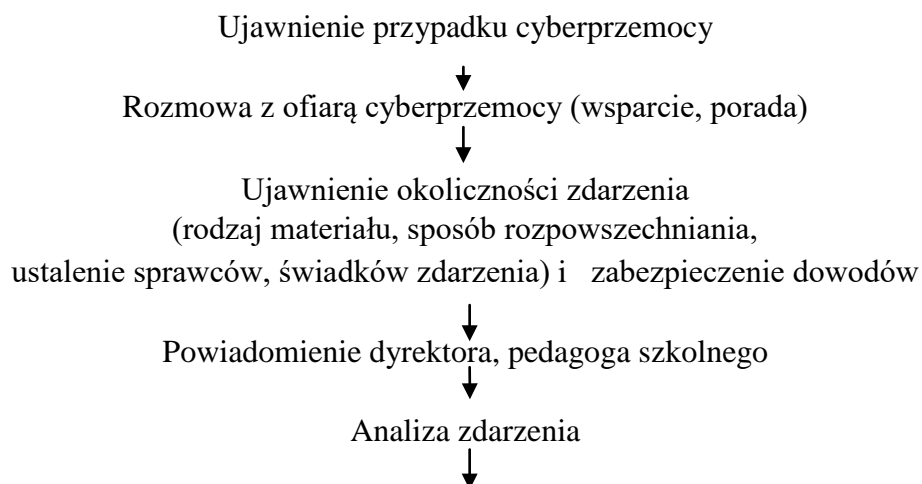 Ujawnienie przypadku cyberprzemocy
Rozmowa z ofiarą cyberprzemocy (wsparcie, porada)
Ujawnienie okoliczności zdarzenia
(rodzaj materiału, sposób rozpowszechniania,
ustalenie sprawców, świadków zdarzenia) i zabezpieczenie dowodów
Powiadomienie dyrektora, pedagoga szkolnego
Analiza zdarzenia